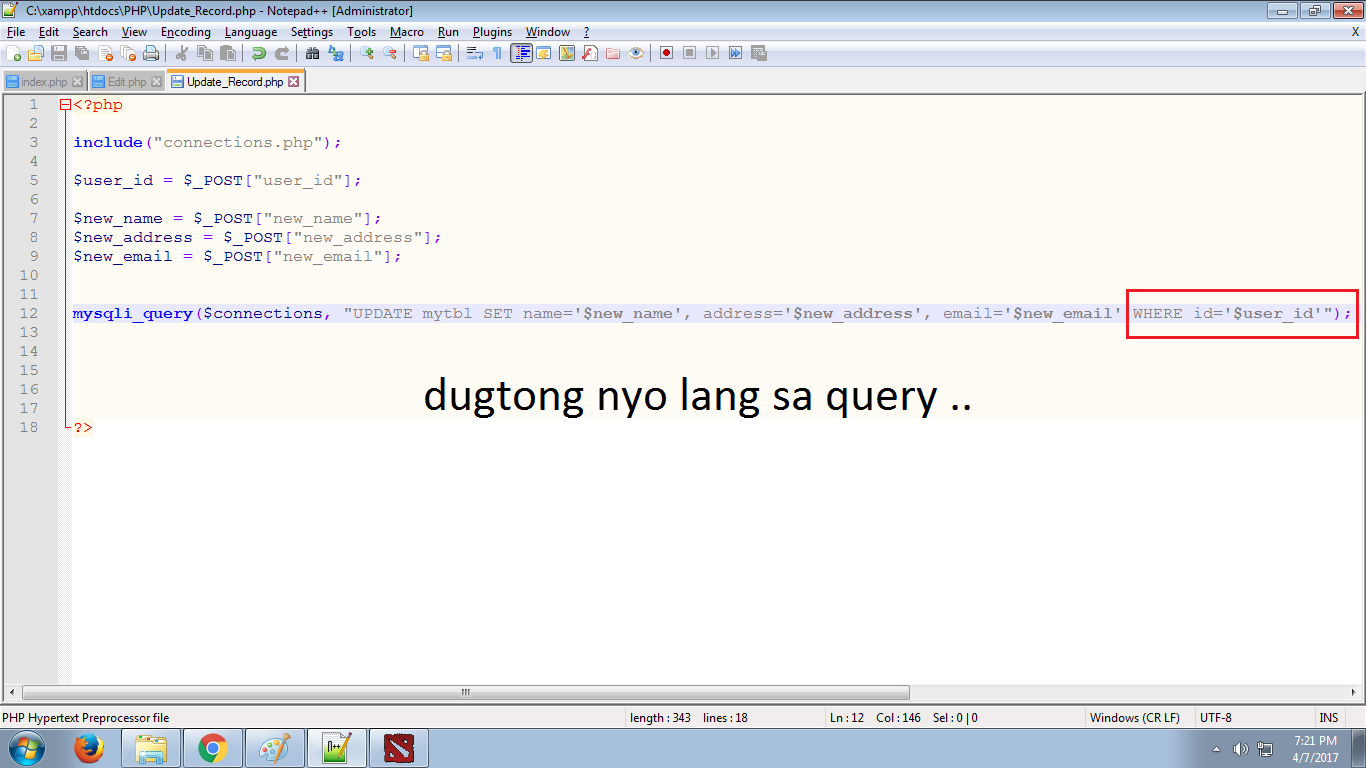 C:\xampp\htdocs\PHP\Update_Record.php - Notepad++ [Administrator]
File Edit Search View Encoding Language Settings Tools Macro Run Plugins Window ? X
index.php Edit.php Update_Record.php
1 <?php
2
3 include("connections.php");
4
5 $user_id = $_POST["user_id"];
6
7 $new_name = $_POST["new_name"];
8 $new_address = $_POST["new_address"];
9 $new_email = $_POST["new_email"];
10
11
12 mysqli_query($connections, "UPDATE mytbl SET name='$new_name', address='$new_address', email='$new_email' WHERE id='$user_id'");
13
14
15
16
17
18 ?>
dugtong nyo lang sa query ..
PHP Hypertext Preprocessor file length : 343 lines : 18 Ln : 12 Col : 146 Sel : 0 | 0 Windows (CR LF) UTF-8 INS
7:21 PM
4/7/2017